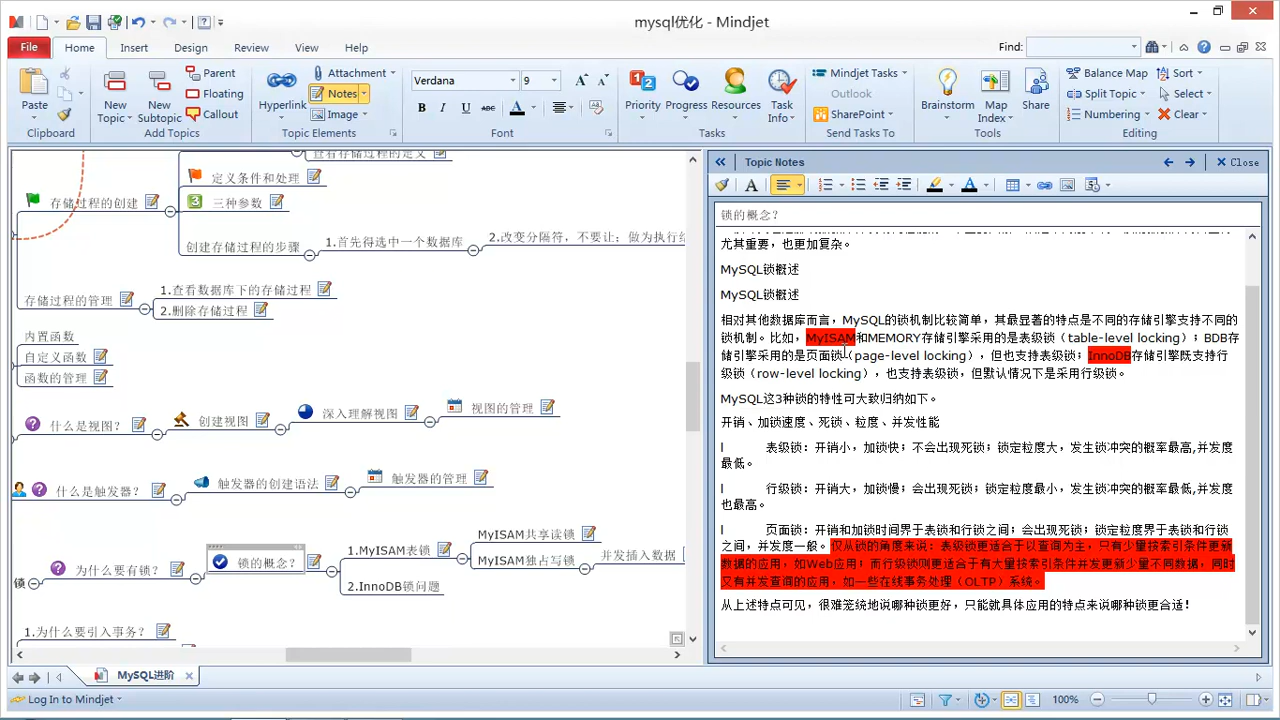 mysql优化 - Mindjet
File Home Insert Design Review View Help Find:
Paste
Clipboard
New Topic
New Subtopic
Parent
Floating
Callout
Add Topics
Hyperlink
Attachment
Notes
Image
Topic Elements
Verdana 9
B I U abc A
Font
Priority
Progress
Resources
Task Info
Tasks
Mindjet Tasks
Outlook
SharePoint
Send Tasks To
Brainstorm
Map Index
Share
Tools
Balance Map
Split Topic
Numbering
Sort
Select
Clear
Editing
查看存储过程的定义
定义条件和处理
存储过程的创建
三种参数
创建存储过程的步骤
1.首先得选中一个数据库
2.改变分隔符，不要让；做为执行结
存储过程的管理
1.查看数据库下的存储过程
2.删除存储过程
内置函数
自定义函数
函数的管理
什么是视图？
创建视图
深入理解视图
视图的管理
什么是触发器？
触发器的创建语法
触发器的管理
锁
为什么要有锁？
锁的概念？
1.MyISAM表锁
MyISAM共享读锁
MyISAM独占写锁
并发插入数据
2.InnoDB锁问题
1.为什么要引入事务？
Topic Notes
Close
锁的概念？
尤其重要，也更加复杂。
MySQL锁概述
MySQL锁概述
相对其他数据库而言，MySQL的锁机制比较简单，其最显著的特点是不同的存储引擎支持不同的
锁机制。比如，MyISAM和MEMORY存储引擎采用的是表级锁（table-level locking）；BDB存
储引擎采用的是页面锁（page-level locking），但也支持表级锁；InnoDB存储引擎既支持行
级锁（row-level locking），也支持表级锁，但默认情况下是采用行级锁。
MySQL这3种锁的特性可大致归纳如下。
开销、加锁速度、死锁、粒度、并发性能
l 表级锁：开销小，加锁快；不会出现死锁；锁定粒度大，发生锁冲突的概率最高,并发度
最低。
l 行级锁：开销大，加锁慢；会出现死锁；锁定粒度最小，发生锁冲突的概率最低,并发度
也最高。
l 页面锁：开销和加锁时间界于表锁和行锁之间；会出现死锁；锁定粒度界于表锁和行锁
之间，并发度一般。仅从锁的角度来说：表级锁更适合于以查询为主，只有少量按索引条件更新
数据的应用，如Web应用；而行级锁则更适合于有大量按索引条件并发更新少量不同数据，同时
又有并发查询的应用，如一些在线事务处理（OLTP）系统。
从上述特点可见，很难笼统地说哪种锁更好，只能就具体应用的特点来说哪种锁更合适！
MySQL进阶
Log In to Mindjet
100%